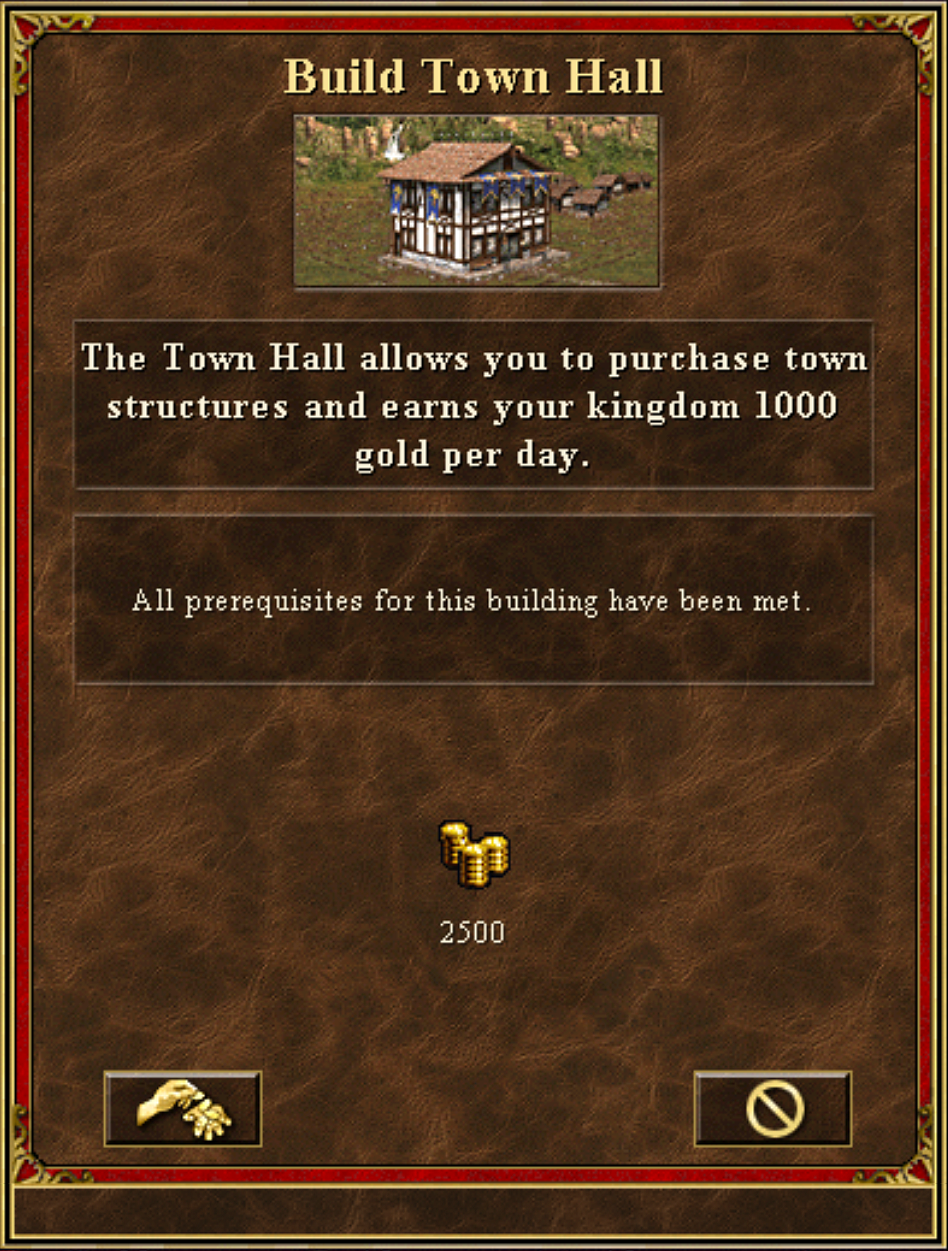 Build Town Hall
The Town Hall allows you to purchase town
structures and earns your kingdom 1000
gold per day.
All prerequisites for this building have been met.
2500